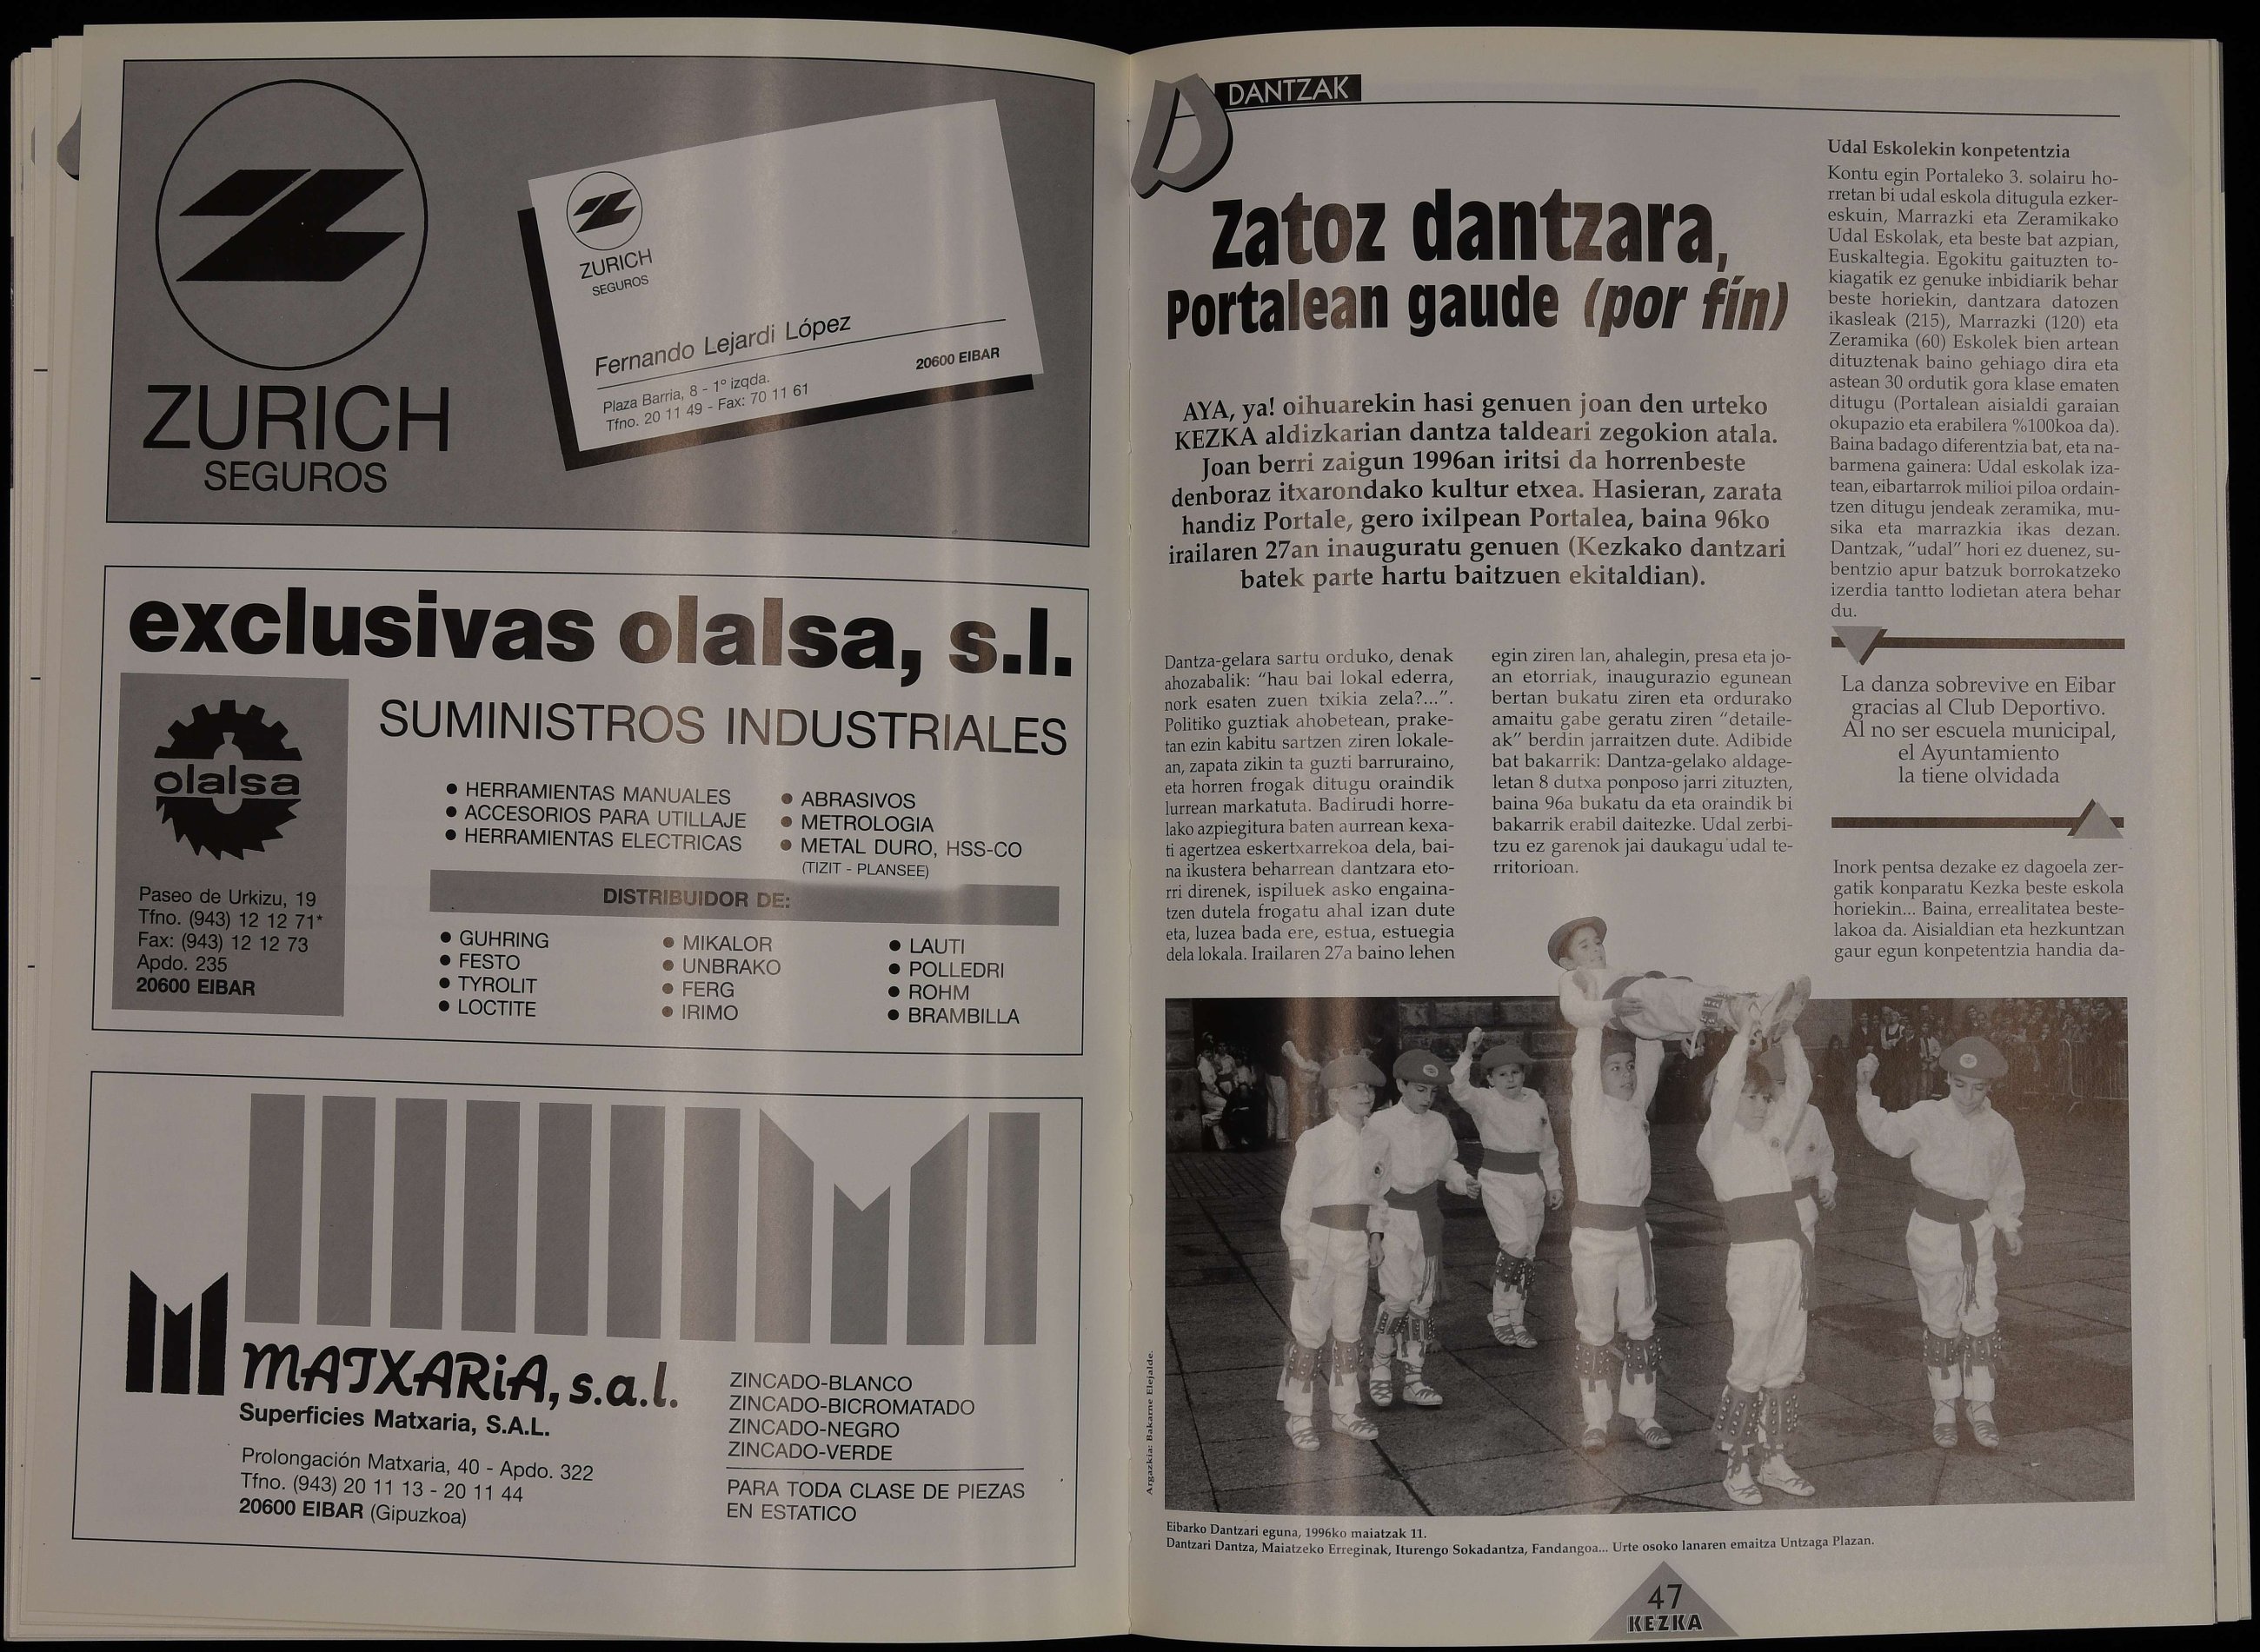 ZURICH
SEGUROS
ZURICH
SEGUROS
Fernando Lejardi López
Plaza Barria, 8 - 1º izqda.
Tfno. 20 11 49 - Fax: 70 11 61
20600 EIBAR
exclusivas olalsa, s.l.
SUMINISTROS INDUSTRIALES
olalsa
Paseo de Urkizu, 19
Tfno. (943) 12 12 71*
Fax: (943) 12 12 73
Apdo. 235
20600 EIBAR
● HERRAMIENTAS MANUALES
● ACCESORIOS PARA UTILLAJE
● HERRAMIENTAS ELECTRICAS
● ABRASIVOS
● METROLOGIA
● METAL DURO, HSS-CO
(TIZIT - PLANSEE)
DISTRIBUIDOR DE:
● GUHRING
● FESTO
● TYROLIT
● LOCTITE
● MIKALOR
● UNBRAKO
● FERG
● IRIMO
● LAUTI
● POLLEDRI
● ROHM
● BRAMBILLA
MATXARiA, s.a.l.
Superficies Matxaria, S.A.L.
Prolongación Matxaria, 40 - Apdo. 322
Tfno. (943) 20 11 13 - 20 11 44
20600 EIBAR (Gipuzkoa)
ZINCADO-BLANCO
ZINCADO-BICROMATADO
ZINCADO-NEGRO
ZINCADO-VERDE
PARA TODA CLASE DE PIEZAS
EN ESTATICO
D DANTZAK
Zatoz dantzara,
Portalean gaude (por fín)
AYA, ya! oihuarekin hasi genuen joan den urteko
KEZKA aldizkarian dantza taldeari zegokion atala.
Joan berri zaigun 1996an iritsi da horrenbeste
denboraz itxarondako kultur etxea. Hasieran, zarata
handiz Portale, gero ixilpean Portalea, baina 96ko
irailaren 27an inauguratu genuen (Kezkako dantzari
batek parte hartu baitzuen ekitaldian).
Dantza-gelara sartu orduko, denak
ahozabalik: “hau bai lokal ederra,
nork esaten zuen txikia zela?...”.
Politiko guztiak ahobetean, prake-
tan ezin kabitu sartzen ziren lokale-
an, zapata zikin ta guzti barruraino,
eta horren frogak ditugu oraindik
lurrean markatuta. Badirudi horre-
lako azpiegitura baten aurrean kexa-
ti agertzea eskertxarrekoa dela, bai-
na ikustera beharrean dantzara eto-
rri direnek, ispiluek asko engaina-
tzen dutela frogatu ahal izan dute
eta, luzea bada ere, estua, estuegia
dela lokala. Irailaren 27a baino lehen
egin ziren lan, ahalegin, presa eta jo-
an etorriak, inaugurazio egunean
bertan bukatu ziren eta ordurako
amaitu gabe geratu ziren “detaile-
ak” berdin jarraitzen dute. Adibide
bat bakarrik: Dantza-gelako aldage-
letan 8 dutxa ponposo jarri zituzten,
baina 96a bukatu da eta oraindik bi
bakarrik erabil daitezke. Udal zerbi-
tzu ez garenok jai daukagu udal te-
rritorioan.
Udal Eskolekin konpetentzia
Kontu egin Portaleko 3. solairu ho-
rretan bi udal eskola ditugula ezker-
eskuin, Marrazki eta Zeramikako
Udal Eskolak, eta beste bat azpian,
Euskaltegia. Egokitu gaituzten to-
kiagatik ez genuke inbidiarik behar
beste horiekin, dantzara datozen
ikasleak (215), Marrazki (120) eta
Zeramika (60) Eskolek bien artean
dituztenak baino gehiago dira eta
astean 30 ordutik gora klase ematen
ditugu (Portalean aisialdi garaian
okupazio eta erabilera %100koa da).
Baina badago diferentzia bat, eta na-
barmena gainera: Udal eskolak iza-
tean, eibartarrok milioi piloa ordain-
tzen ditugu jendeak zeramika, mu-
sika eta marrazkia ikas dezan.
Dantzak, “udal” hori ez duenez, su-
bentzio apur batzuk borrokatzeko
izerdia tantto lodietan atera behar
du.
La danza sobrevive en Eibar
gracias al Club Deportivo.
Al no ser escuela municipal,
el Ayuntamiento
la tiene olvidada
Inork pentsa dezake ez dagoela zer-
gatik konparatu Kezka beste eskola
horiekin... Baina, errealitatea beste-
lakoa da. Aisialdian eta hezkuntzan
gaur egun konpetentzia handia da-
Argazkia: Bakarne Elejalde.
Eibarko Dantzari eguna, 1996ko maiatzak 11.
Dantzari Dantza, Maiatzeko Erreginak, Iturengo Sokadantza, Fandangoa... Urte osoko lanaren emaitza Untzaga Plazan.
47
KEZKA